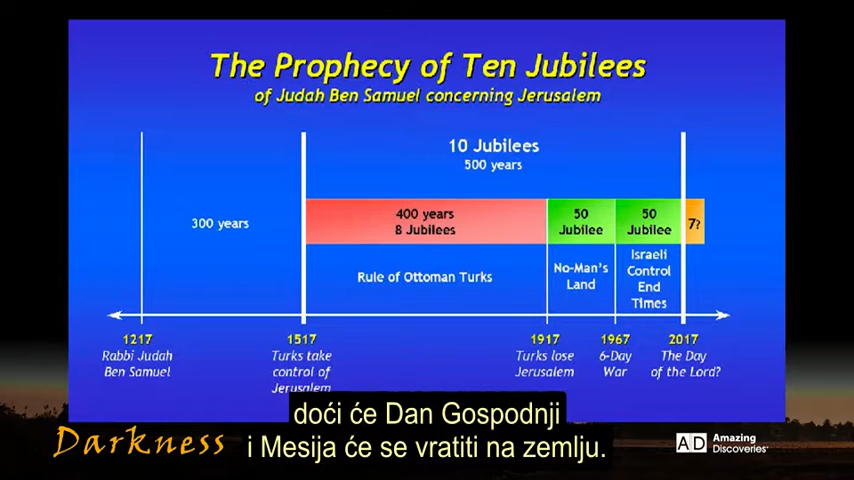 The Prophecy of Ten Jubilees
of Judah Ben Samuel concerning Jerusalem
10 Jubilees
500 years
300 years
400 years
8 Jubilees
50
Jubilee
50
Jubilee
7?
Rule of Ottoman Turks
No-Man's
Land
Israeli
Control
End
Times
1217
Rabbi Judah
Ben Samuel
1517
Turks take
control of
Jerusalem
1917
Turks lose
Jerusalem
1967
6-Day
War
2017
The Day
of the Lord?
doći će Dan Gospodnji
i Mesija će se vratiti na zemlju.
Darkness
AD Amazing
Discoveries